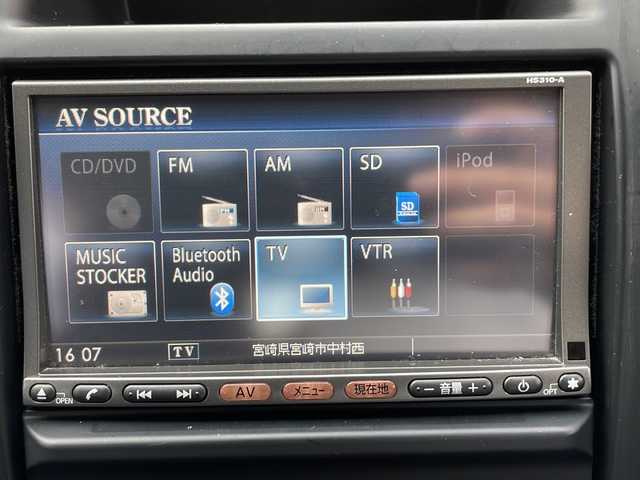 HS310-A
AV SOURCE
CD/DVD
FM
AM
SD
iPod
SD
MUSIC STOCKER
Bluetooth Audio
TV
VTR
16 07
TV
宮崎県宮崎市中村西
OPEN
AV
メニュー
現在地
− 音量 +
OPT